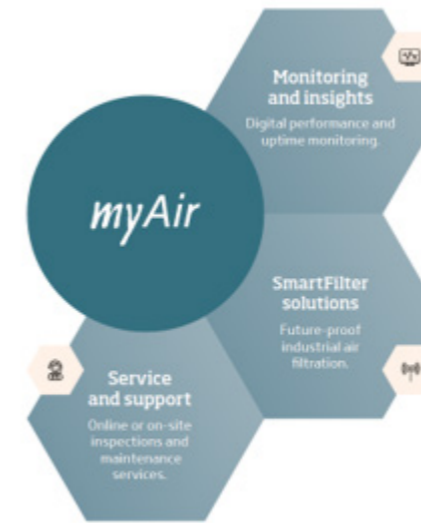 myAir
Monitoring
and insights
Digital performance and
uptime monitoring.
SmartFilter
solutions
Future-proof
industrial air
filtration.
Service
and support
Online or on-site
inspections and
maintenance
services.